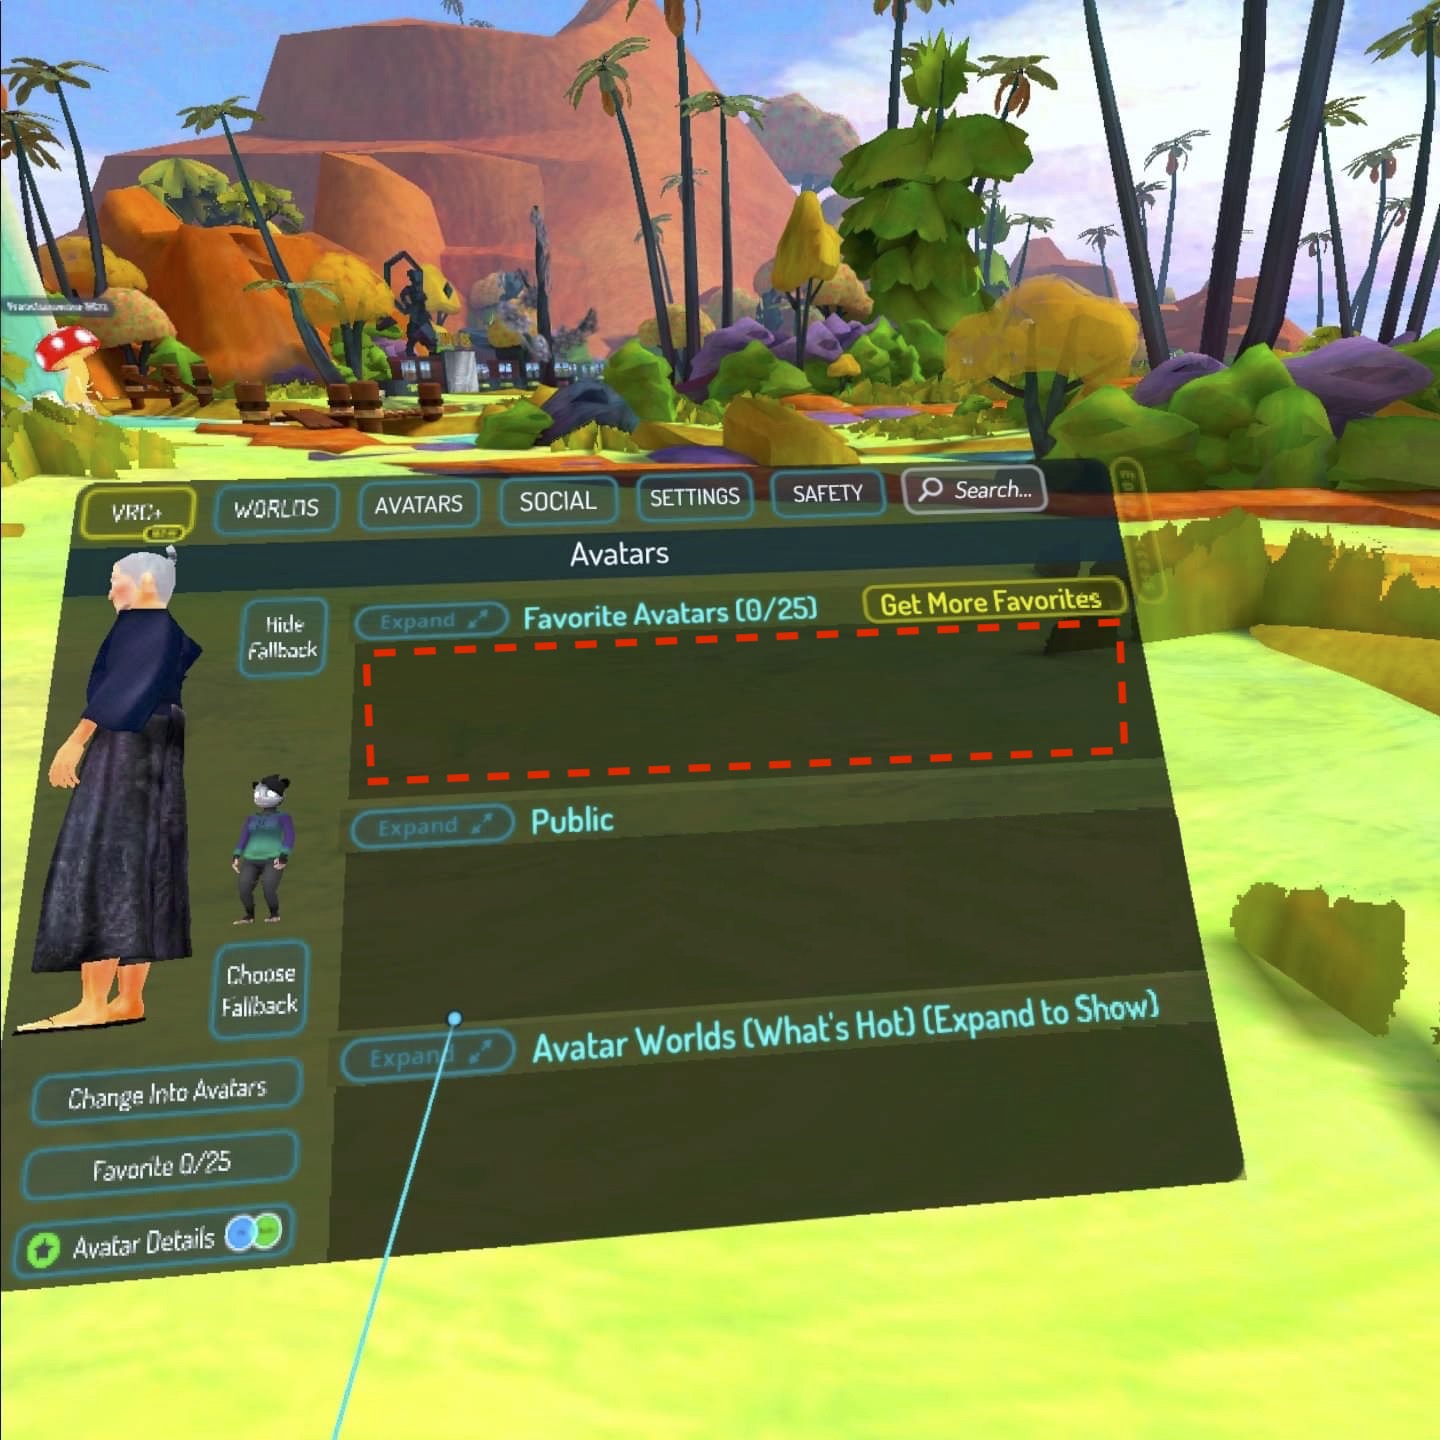 VRC+
WORLDS
AVATARS
SOCIAL
SETTINGS
SAFETY
Search...
Avatars
Hide
Fallback
Expand
Favorite Avatars (0/25)
Get More Favorites
Expand
Public
Choose
Fallback
Expand
Avatar Worlds (What's Hot) (Expand to Show)
Change Into Avatars
Favorite 0/25
Avatar Details